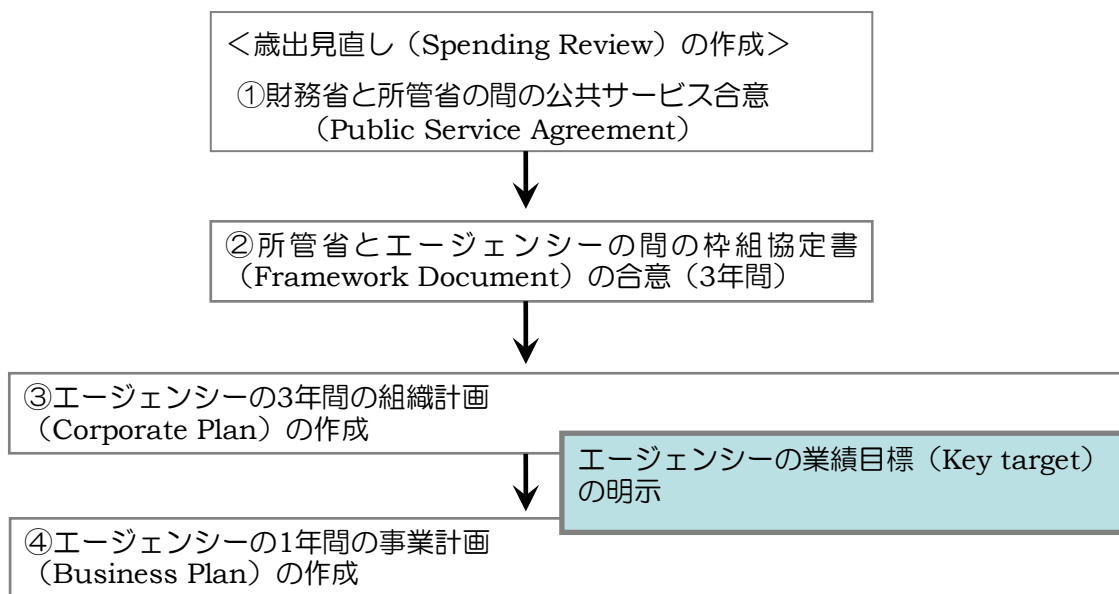 ＜歳出見直し（Spending Review）の作成＞
①財務省と所管省の間の公共サービス合意
（Public Service Agreement）
②所管省とエージェンシーの間の枠組協定書
（Framework Document）の合意（3年間）
③エージェンシーの3年間の組織計画
（Corporate Plan）の作成
エージェンシーの業績目標（Key target）
の明示
④エージェンシーの1年間の事業計画
（Business Plan）の作成